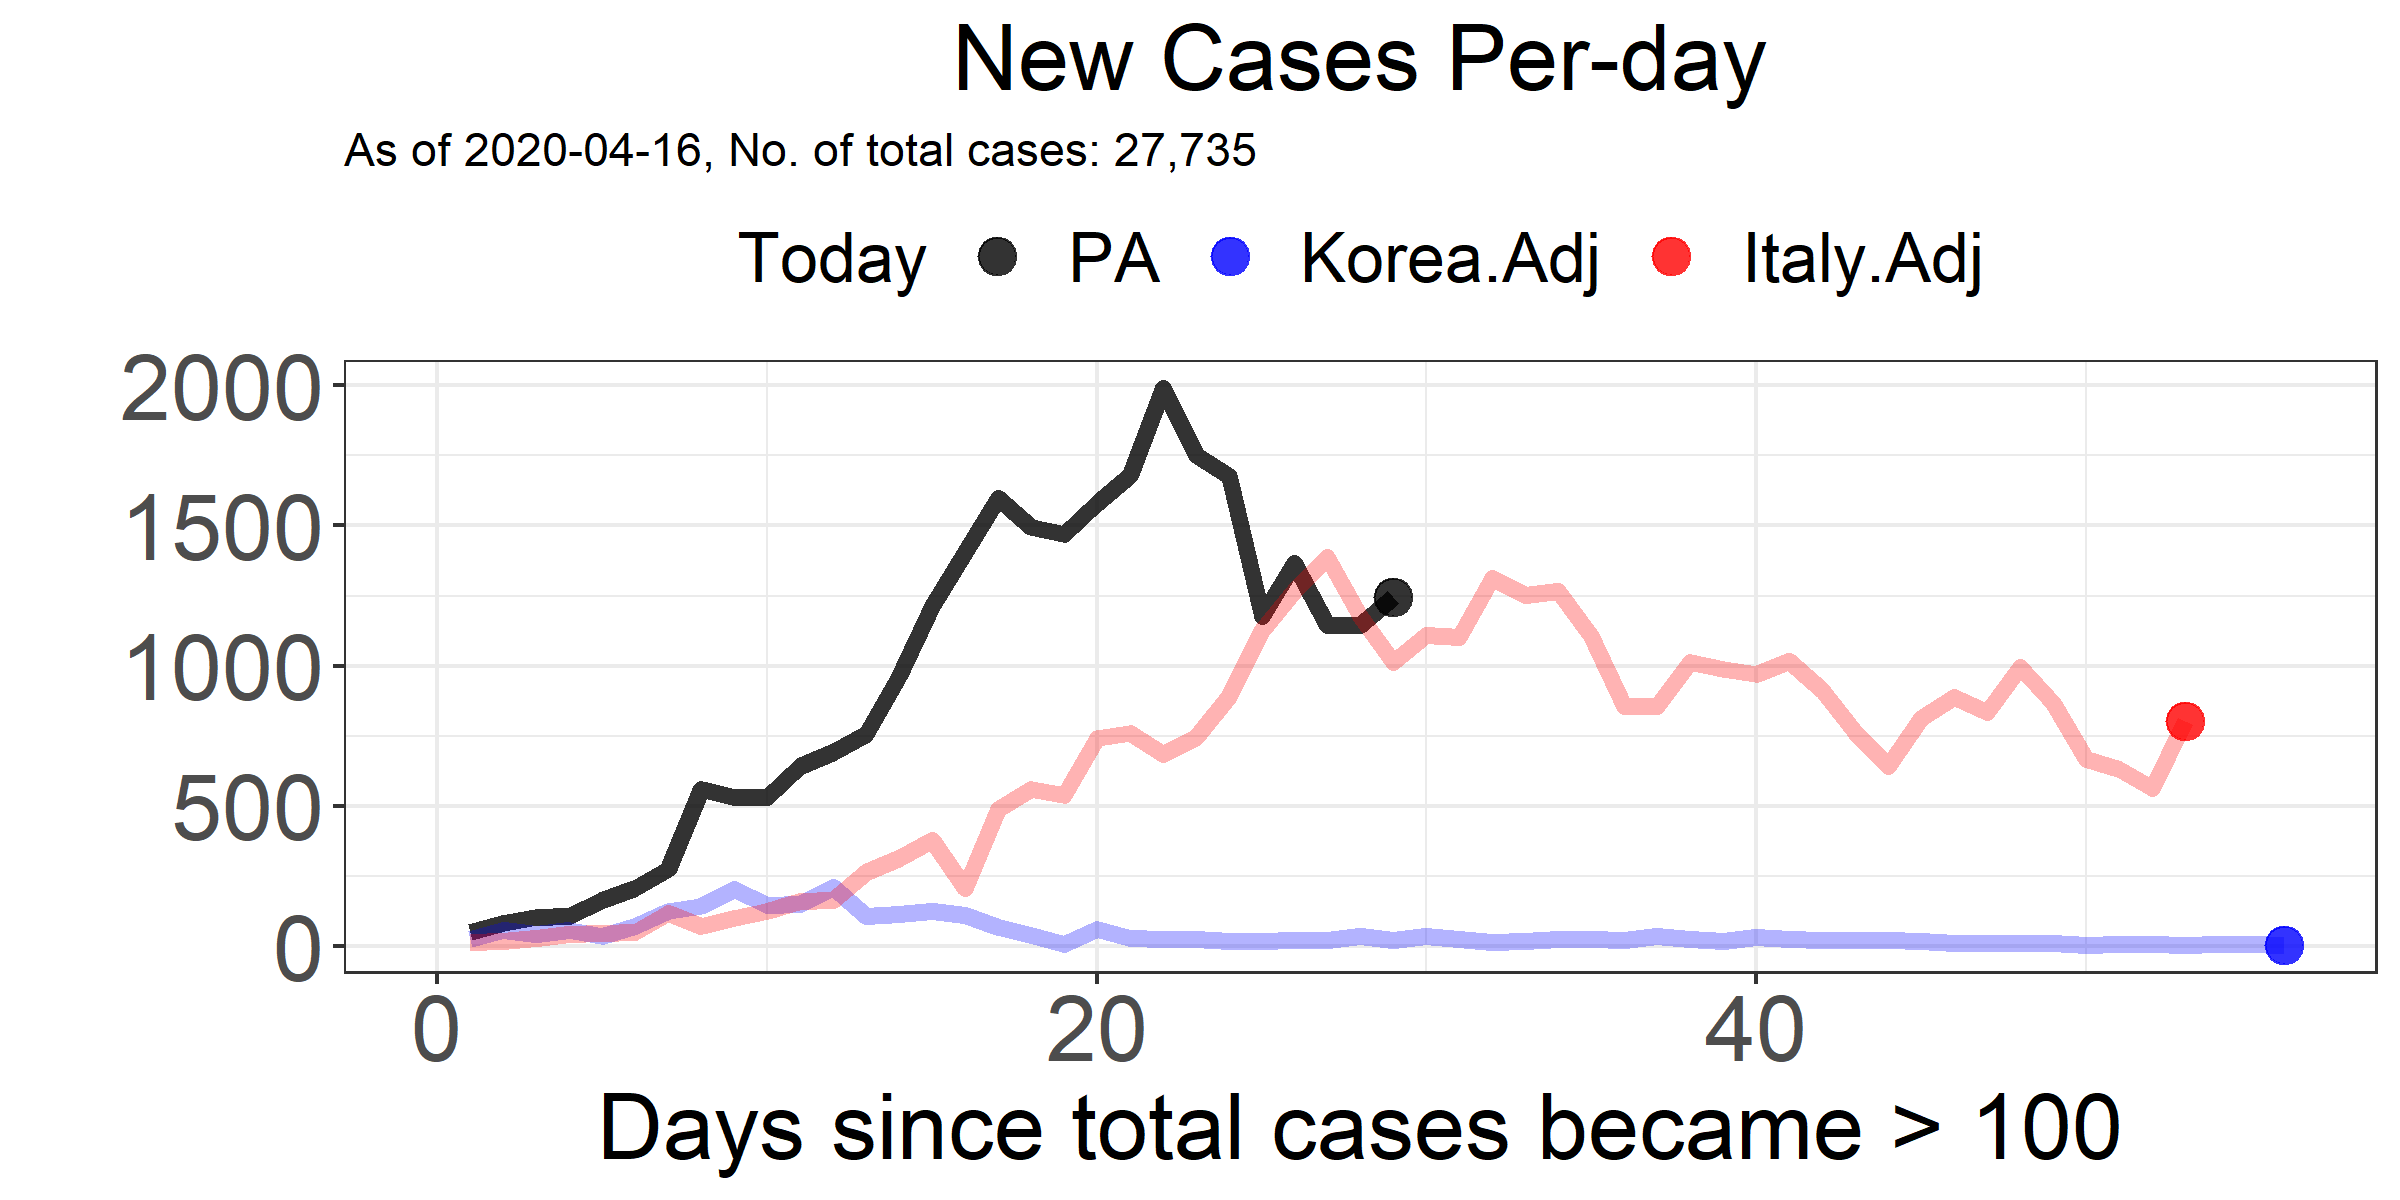 New Cases Per-day
As of 2020-04-16, No. of total cases: 27,735
Today PA Korea.Adj Italy.Adj
2000
1500
1000
500
0
0 20 40
Days since total cases became > 100